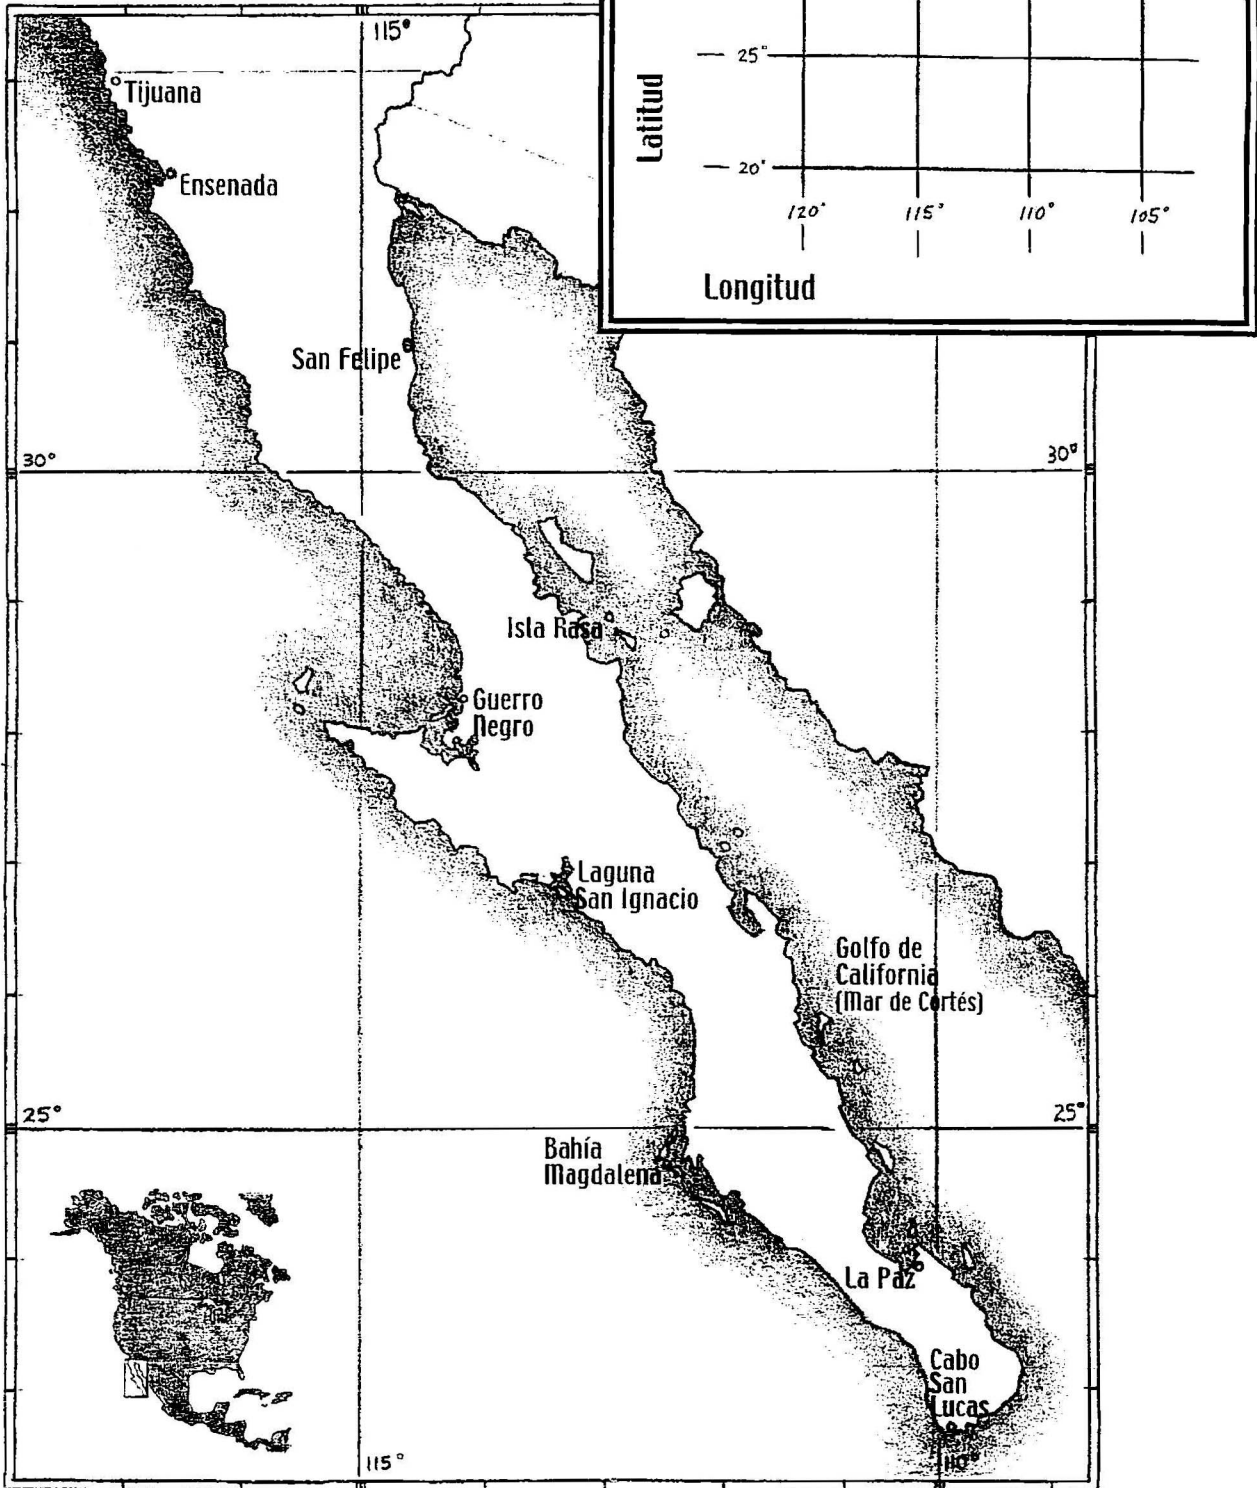 115°
25°
Latitud
20°
120° 115° 110° 105°
Longitud
Tijuana
Ensenada
San Felipe
30°
30°
Isla Rasa
Guerro
Negro
Laguna
San Ignacio
Golfo de
California
(Mar de Cortés)
25°
25°
Bahía
Magdalena
La Paz
Cabo
San
Lucas
115°
110°